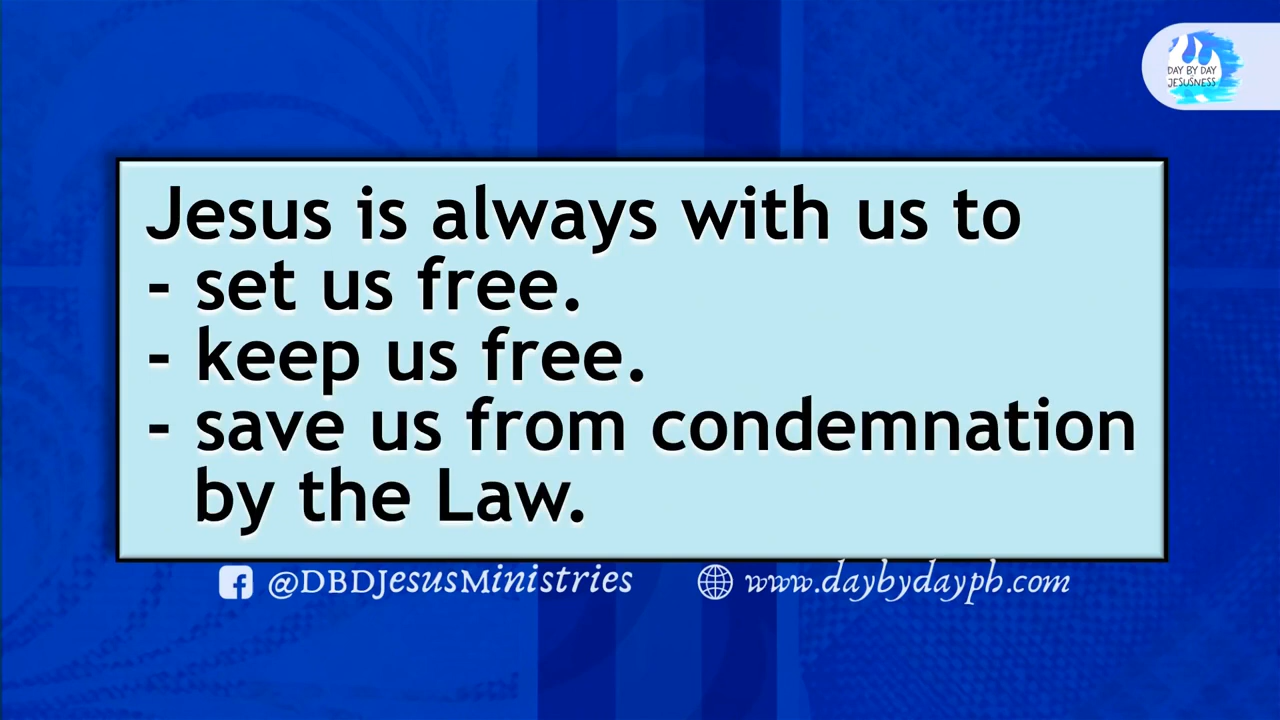 DAY BY DAY
JESUSNESS
Jesus is always with us to
- set us free.
- keep us free.
- save us from condemnation
by the Law.
@DBDJesusMinistries
www.daybydayph.com